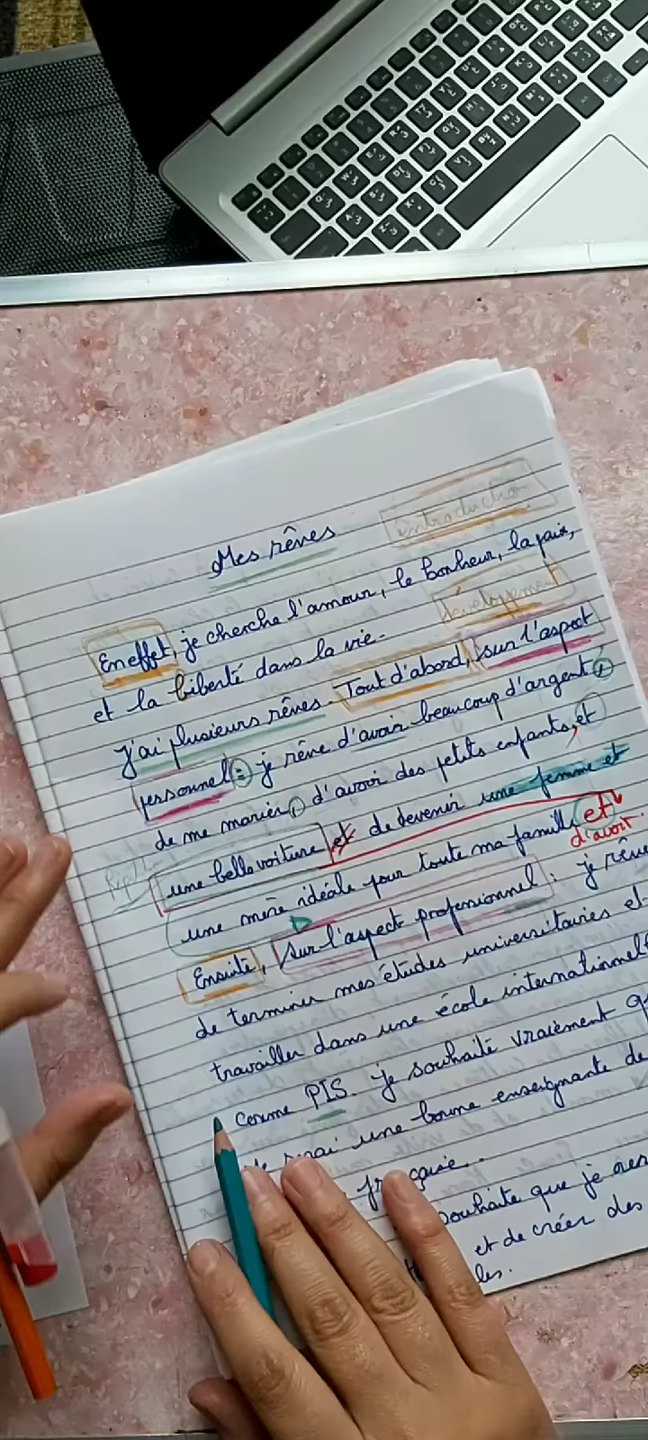 Mes rêves
introduction
En effet, je cherche l'amour, le bonheur, la paix,
et la liberté dans la vie.
dévelopement
J'ai plusieurs rêves. Tout d'abord, sur l'aspect
personnel: je rêve d'avoir beaucoup d'argent,
de me marier, d'avoir des petits enfants, et
une belle voiture et de devenir une femme et
une mère idéale pour toute ma famille et
d'avoir.
Ensuite, sur l'aspect professionnel: je rêve
de terminer mes études universitaires et
travailler dans une école internationnel
comme PIS. Je souhaite vraiement
une bonne enseignante de
souhaite que je
et de créer des